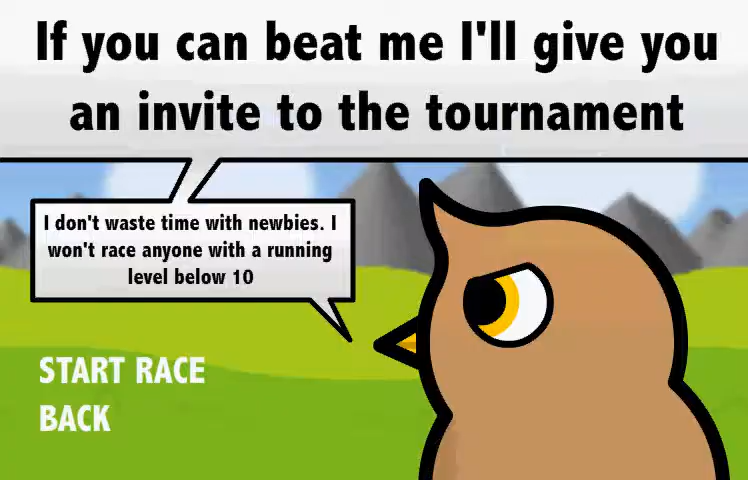 If you can beat me I'll give you
an invite to the tournament
I don't waste time with newbies. I
won't race anyone with a running
level below 10
START RACE
BACK